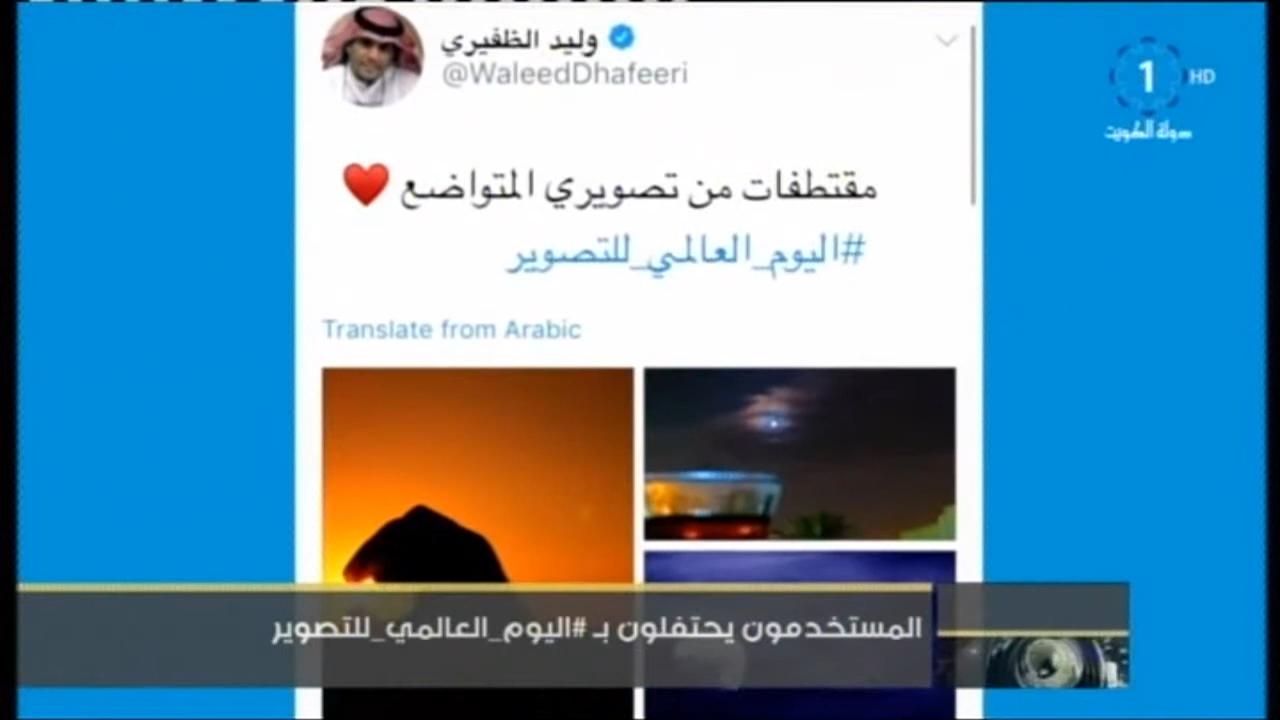 وليد الظفيري
@WaleedDhafeeri
1 HD
دولة الكويت
مقتطفات من تصويري المتواضع ❤️
#اليوم_العالمي_للتصوير
Translate from Arabic
المستخدمون يحتفلون بـ #اليوم_العالمي_للتصوير